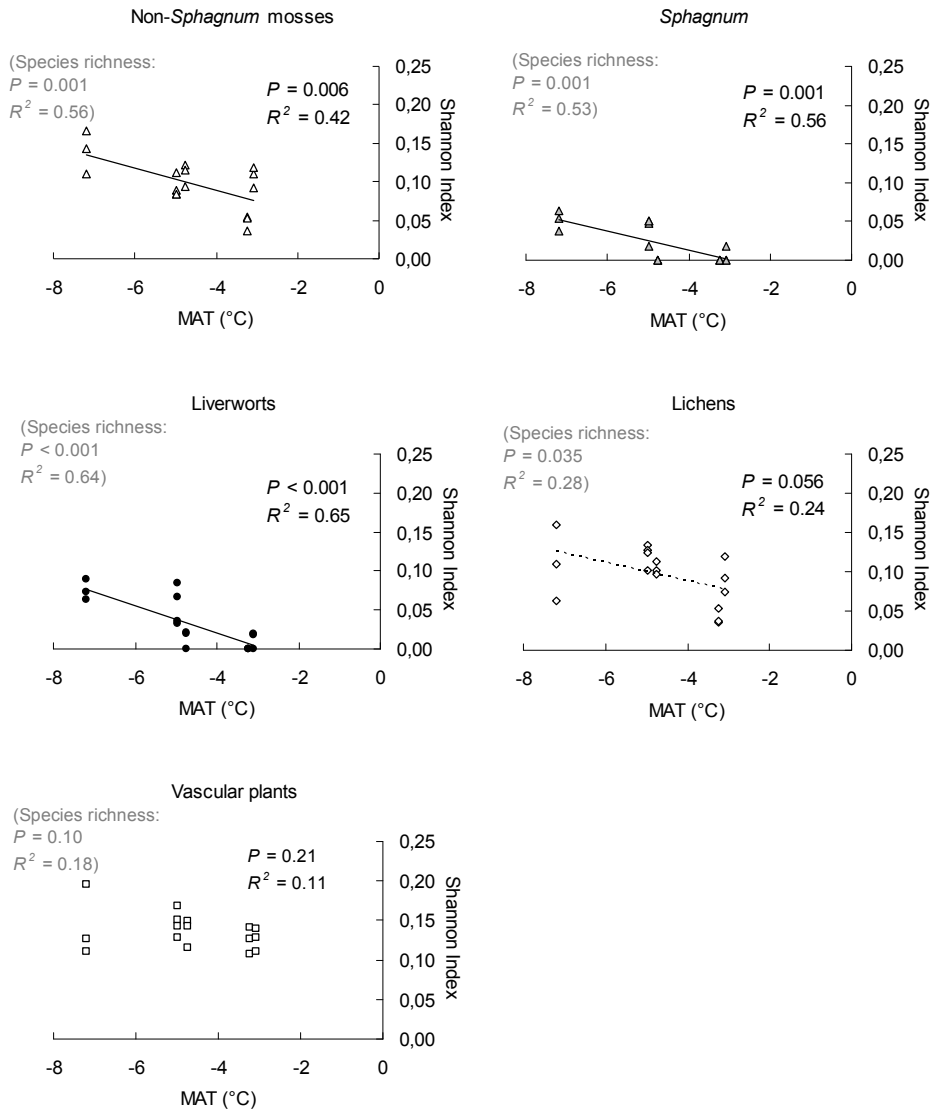 Non-Sphagnum mosses
(Species richness:
P = 0.001
R² = 0.56)
P = 0.006
R² = 0.42
0,25
0,20
0,15
0,10
0,05
0,00
Shannon Index
-8 -6 -4 -2 0
MAT (°C)
Sphagnum
(Species richness:
P = 0.001
R² = 0.53)
P = 0.001
R² = 0.56
0,25
0,20
0,15
0,10
0,05
0,00
Shannon Index
-8 -6 -4 -2 0
MAT (°C)
Liverworts
(Species richness:
P < 0.001
R² = 0.64)
P < 0.001
R² = 0.65
0,25
0,20
0,15
0,10
0,05
0,00
Shannon Index
-8 -6 -4 -2 0
MAT (°C)
Lichens
(Species richness:
P = 0.035
R² = 0.28)
P = 0.056
R² = 0.24
0,25
0,20
0,15
0,10
0,05
0,00
Shannon Index
-8 -6 -4 -2 0
MAT (°C)
Vascular plants
(Species richness:
P = 0.10
R² = 0.18)
P = 0.21
R² = 0.11
0,25
0,20
0,15
0,10
0,05
0,00
Shannon Index
-8 -6 -4 -2 0
MAT (°C)